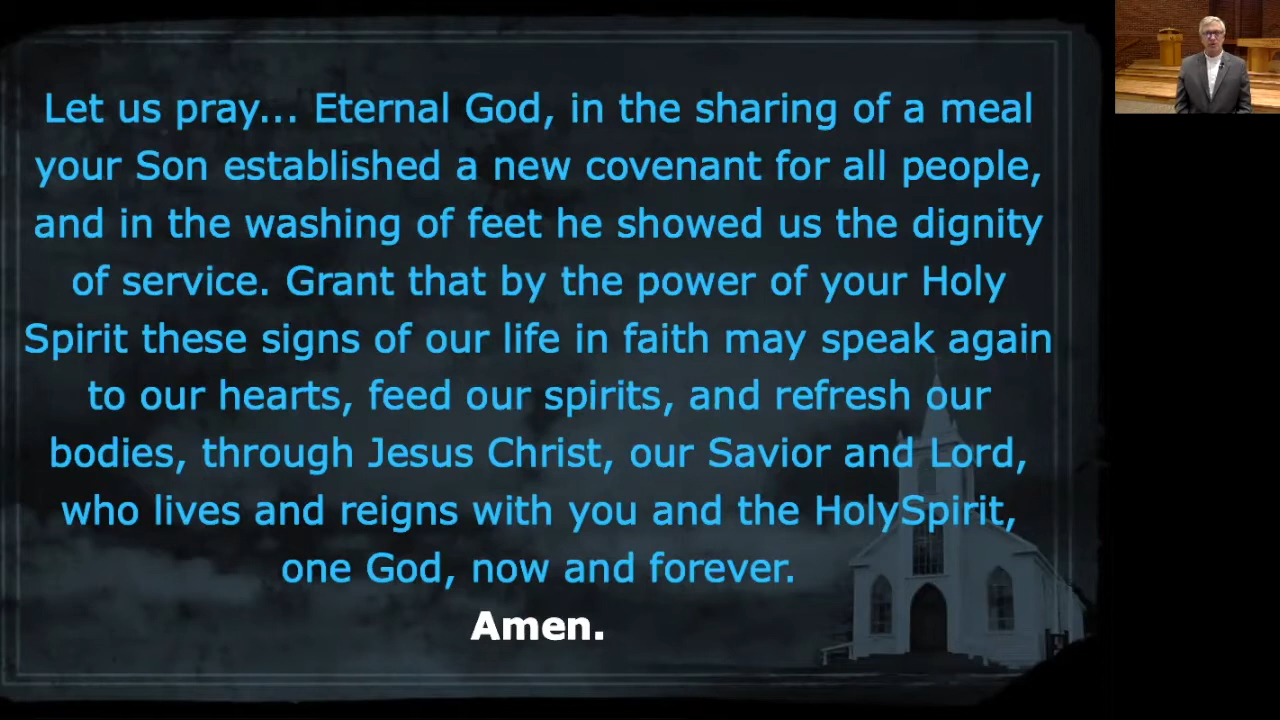 Let us pray... Eternal God, in the sharing of a meal
your Son established a new covenant for all people,
and in the washing of feet he showed us the dignity
of service. Grant that by the power of your Holy
Spirit these signs of our life in faith may speak again
to our hearts, feed our spirits, and refresh our
bodies, through Jesus Christ, our Savior and Lord,
who lives and reigns with you and the HolySpirit,
one God, now and forever.
Amen.